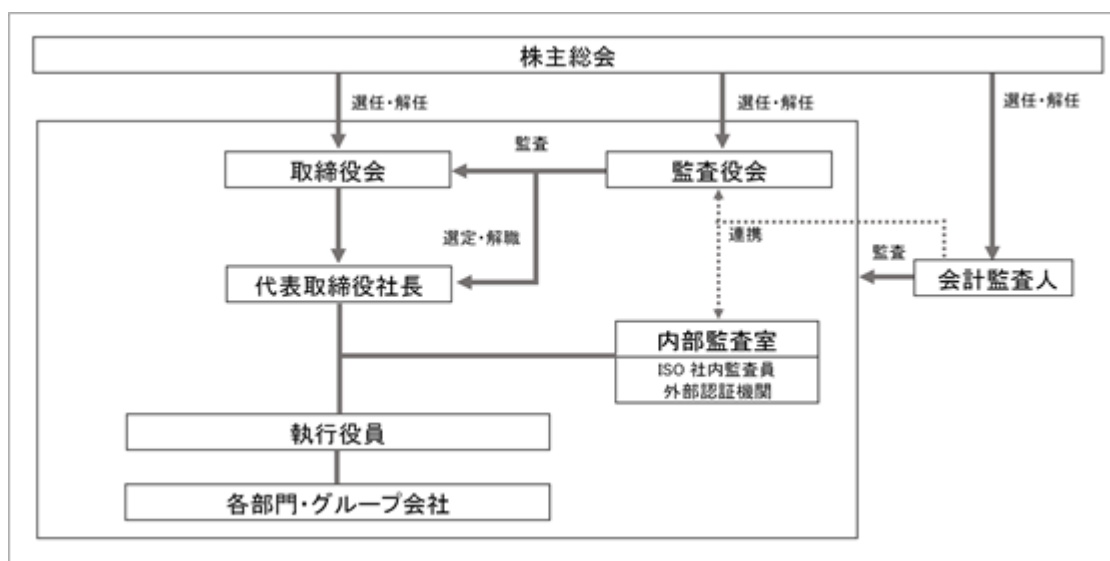 株主総会
選任・解任
選任・解任
選任・解任
監査
取締役会
監査役会
選定・解職
連携
監査
代表取締役社長
会計監査人
内部監査室
ISO 社内監査員
外部認証機関
執行役員
各部門・グループ会社